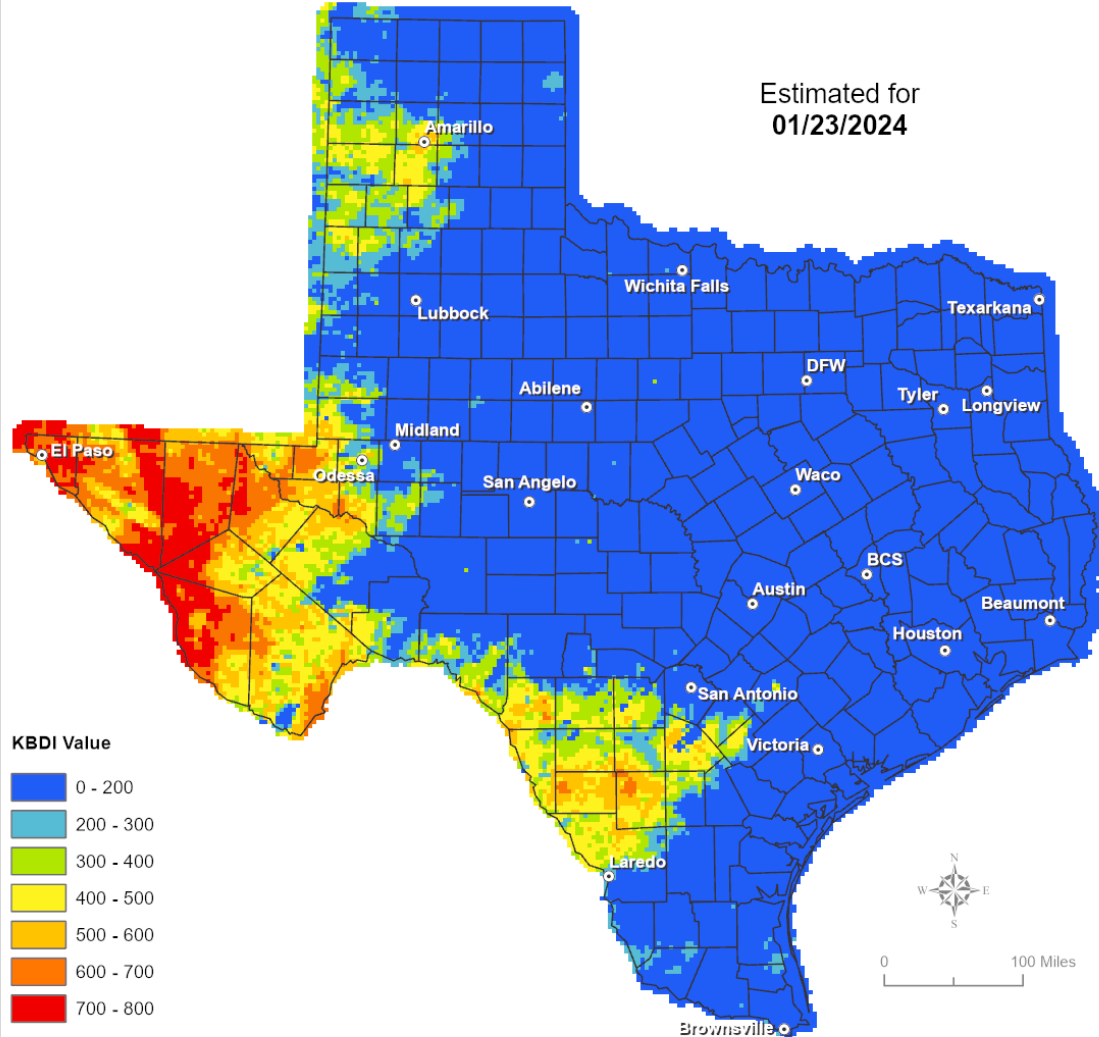 Estimated for
01/23/2024
Amarillo
Wichita Falls
Texarkana
Lubbock
DFW
Abilene
Tyler
Longview
Midland
El Paso
Odessa
San Angelo
Waco
BCS
Austin
Beaumont
Houston
San Antonio
Victoria
Laredo
Brownsville
KBDI Value
0 - 200
200 - 300
300 - 400
400 - 500
500 - 600
600 - 700
700 - 800
N
W E
S
0 100 Miles